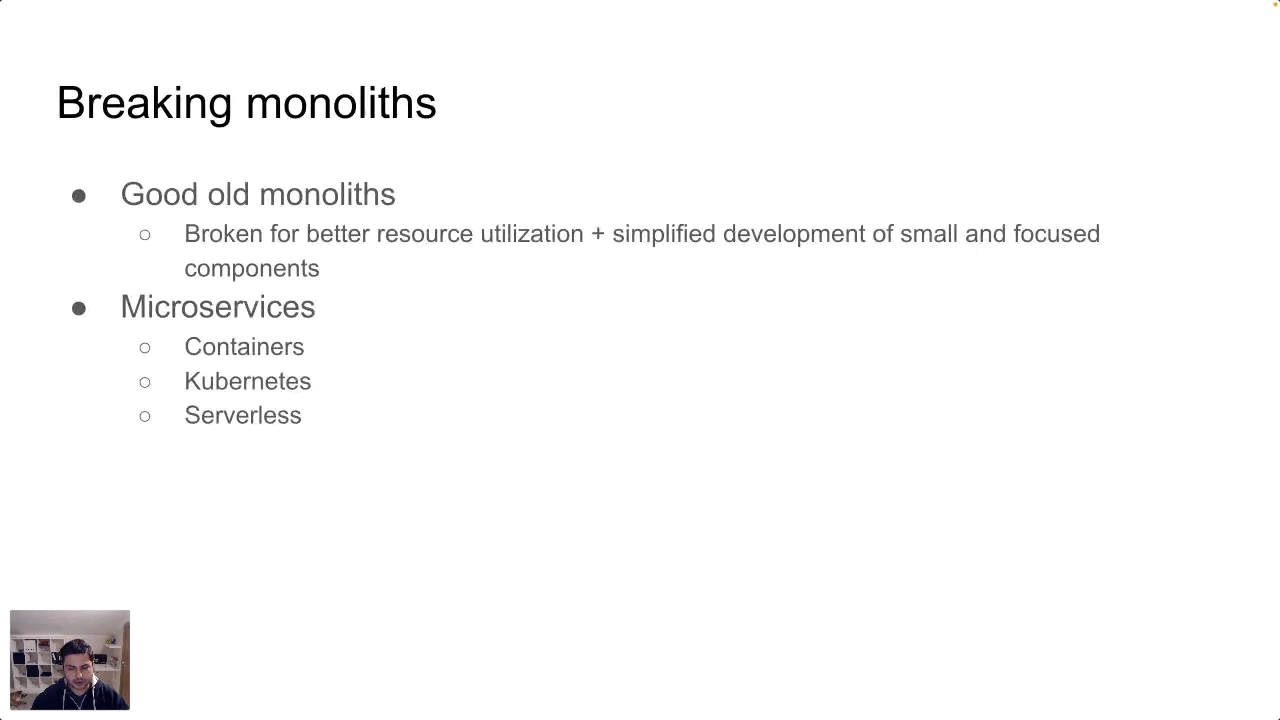 Breaking monoliths
● Good old monoliths
○ Broken for better resource utilization + simplified development of small and focused
components
● Microservices
○ Containers
○ Kubernetes
○ Serverless